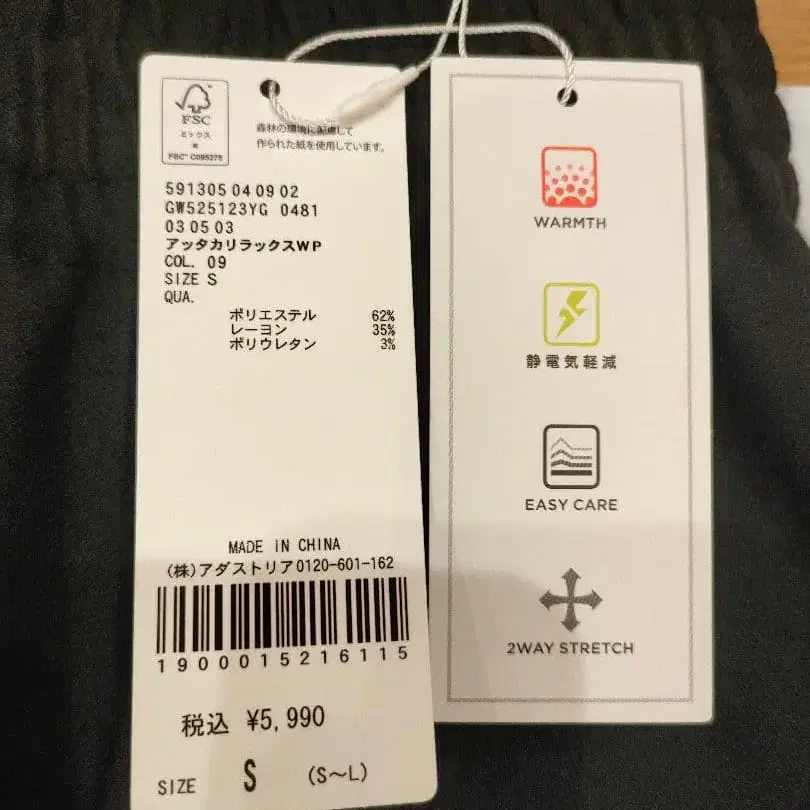 FSC
ミックス
紙
FSC® C095275
森林の環境に配慮して
作られた紙を使用しています。
591305 04 09 02
GW525123YG 0481
03 05 03
アッタカリラックスWP
COL. 09
SIZE S
QUA.
ポリエステル 62%
レーヨン 35%
ポリウレタン 3%
MADE IN CHINA
(株)アダストリア0120-601-162
1900015216115
税込 ¥5,990
SIZE S (S～L)
WARMTH
静電気軽減
EASY CARE
2WAY STRETCH